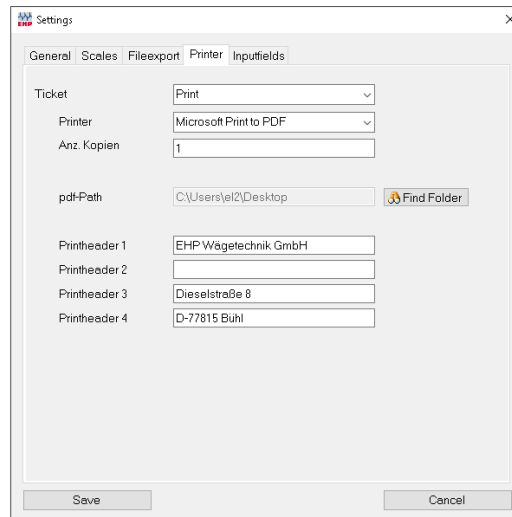 EHP Settings
General Scales Fileexport Printer Inputfields
Ticket Print
Printer Microsoft Print to PDF
Anz. Kopien 1
pdf-Path C:\Users\el2\Desktop Find Folder
Printheader 1 EHP Wägetechnik GmbH
Printheader 2
Printheader 3 Dieselstraße 8
Printheader 4 D-77815 Bühl
Save Cancel